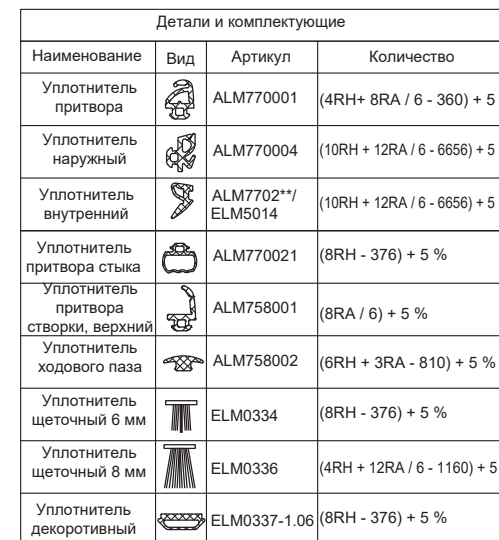 Детали и комплектующие
Наименование Вид Артикул Количество
Уплотнитель
притвора
ALM770001
(4RH+ 8RA / 6 - 360) + 5
Уплотнитель
наружный
ALM770004
(10RH + 12RA / 6 - 6656) + 5
Уплотнитель
внутренний
ALM7702**/
ELM5014
(10RH + 12RA / 6 - 6656) + 5
Уплотнитель
притвора стыка
ALM770021
(8RH - 376) + 5 %
Уплотнитель
притвора
створки, верхний
ALM758001
(8RA / 6) + 5 %
Уплотнитель
ходового паза
ALM758002
(6RH + 3RA - 810) + 5 %
Уплотнитель
щеточный 6 мм
ELM0334
(8RH - 376) + 5 %
Уплотнитель
щеточный 8 мм
ELM0336
(4RH + 12RA / 6 - 1160) + 5
Уплотнитель
декоротивный
ELM0337-1.06
(8RH - 376) + 5 %